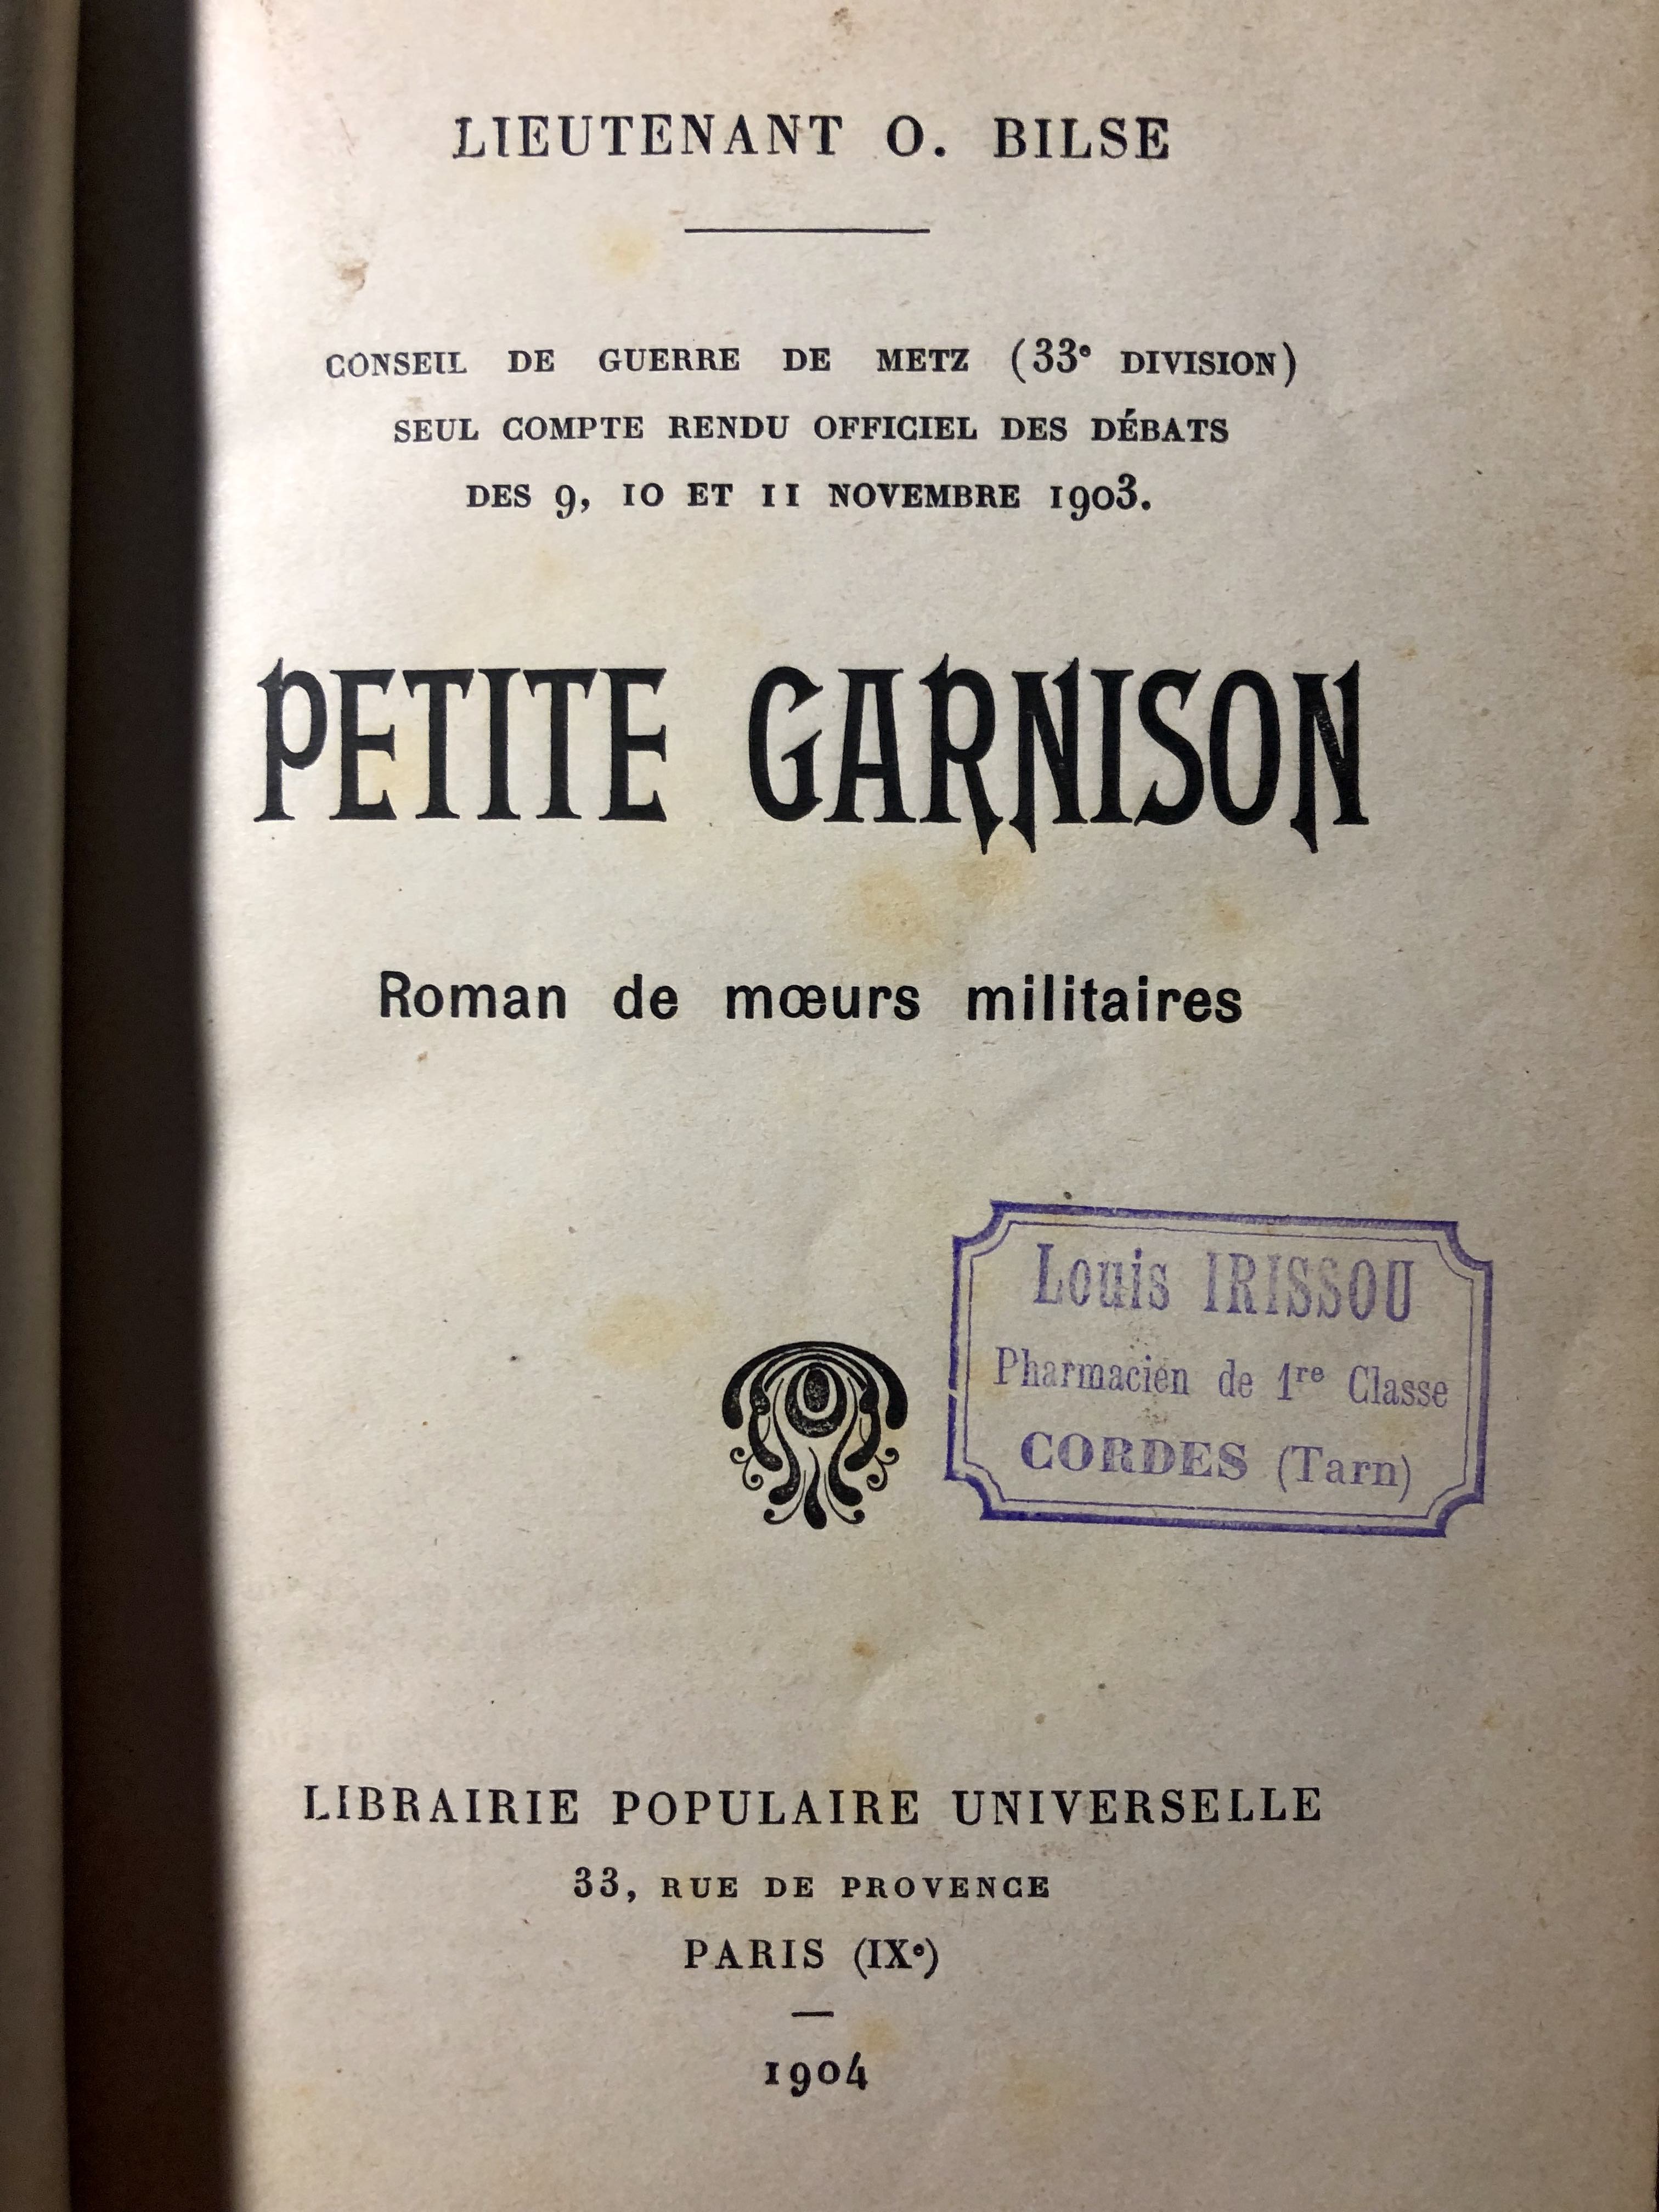 LIEUTENANT O. BILSE
CONSEIL DE GUERRE DE METZ (33e DIVISION)
SEUL COMPTE RENDU OFFICIEL DES DÉBATS
DES 9, 10 ET 11 NOVEMBRE 1903.
PETITE GARNISON
Roman de mœurs militaires
Louis IRISSOU
Pharmacien de 1re Classe
CORDES (Tarn)
LIBRAIRIE POPULAIRE UNIVERSELLE
33, RUE DE PROVENCE
PARIS (IXe)
1904